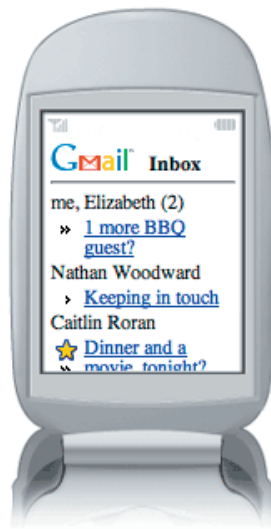 Gmail Inbox
me, Elizabeth (2)
» 1 more BBQ
guest?
Nathan Woodward
› Keeping in touch
Caitlin Roran
Dinner and a
» movie, tonight?